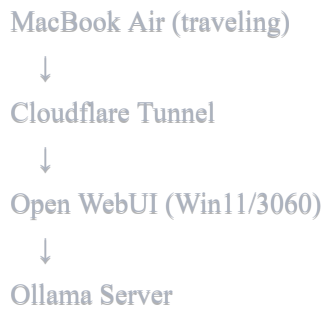 MacBook Air (traveling)
↓
Cloudflare Tunnel
↓
Open WebUI (Win11/3060)
↓
Ollama Server